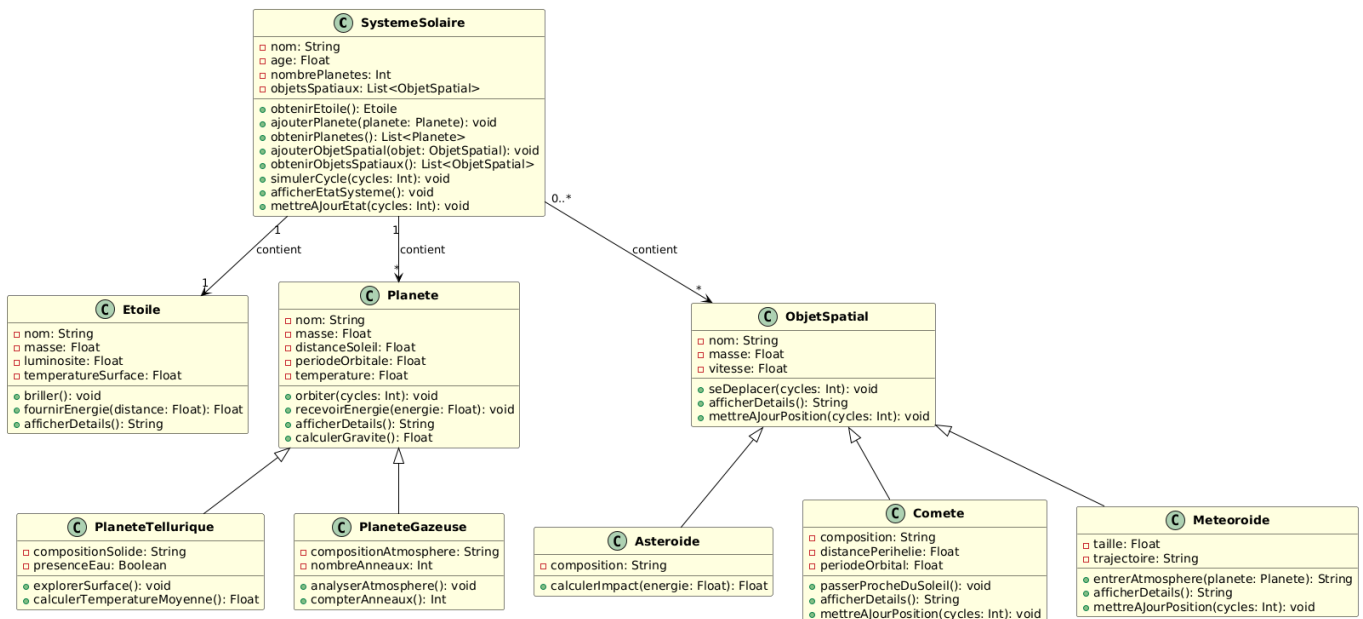 C SystemeSolaire
nom: String
age: Float
nombrePlanetes: Int
objetsSpatiaux: List<ObjetSpatial>
obtenirEtoile(): Etoile
ajouterPlanete(planete: Planete): void
obtenirPlanetes(): List<Planete>
ajouterObjetSpatial(objet: ObjetSpatial): void
obtenirObjetsSpatiaux(): List<ObjetSpatial>
simulerCycle(cycles: Int): void
afficherEtatSysteme(): void
mettreAJourEtat(cycles: Int): void
1
contient
1
1
contient
*
0..*
contient
*
C Etoile
nom: String
masse: Float
luminosite: Float
temperatureSurface: Float
briller(): void
fournirEnergie(distance: Float): Float
afficherDetails(): String
C Planete
nom: String
masse: Float
distanceSoleil: Float
periodeOrbitale: Float
temperature: Float
orbiter(cycles: Int): void
recevoirEnergie(energie: Float): void
afficherDetails(): String
calculerGravite(): Float
C ObjetSpatial
nom: String
masse: Float
vitesse: Float
seDeplacer(cycles: Int): void
afficherDetails(): String
mettreAJourPosition(cycles: Int): void
C PlaneteTellurique
compositionSolide: String
presenceEau: Boolean
explorerSurface(): void
calculerTemperatureMoyenne(): Float
C PlaneteGazeuse
compositionAtmosphere: String
nombreAnneaux: Int
analyserAtmosphere(): void
compterAnneaux(): Int
C Asteroide
composition: String
calculerImpact(energie: Float): Float
C Comete
composition: String
distancePerihelie: Float
periodeOrbital: Float
passerProcheDuSoleil(): void
afficherDetails(): String
mettreAJourPosition(cycles: Int): void
C Meteoroide
taille: Float
trajectoire: String
entrerAtmosphere(planete: Planete): String
afficherDetails(): String
mettreAJourPosition(cycles: Int): void